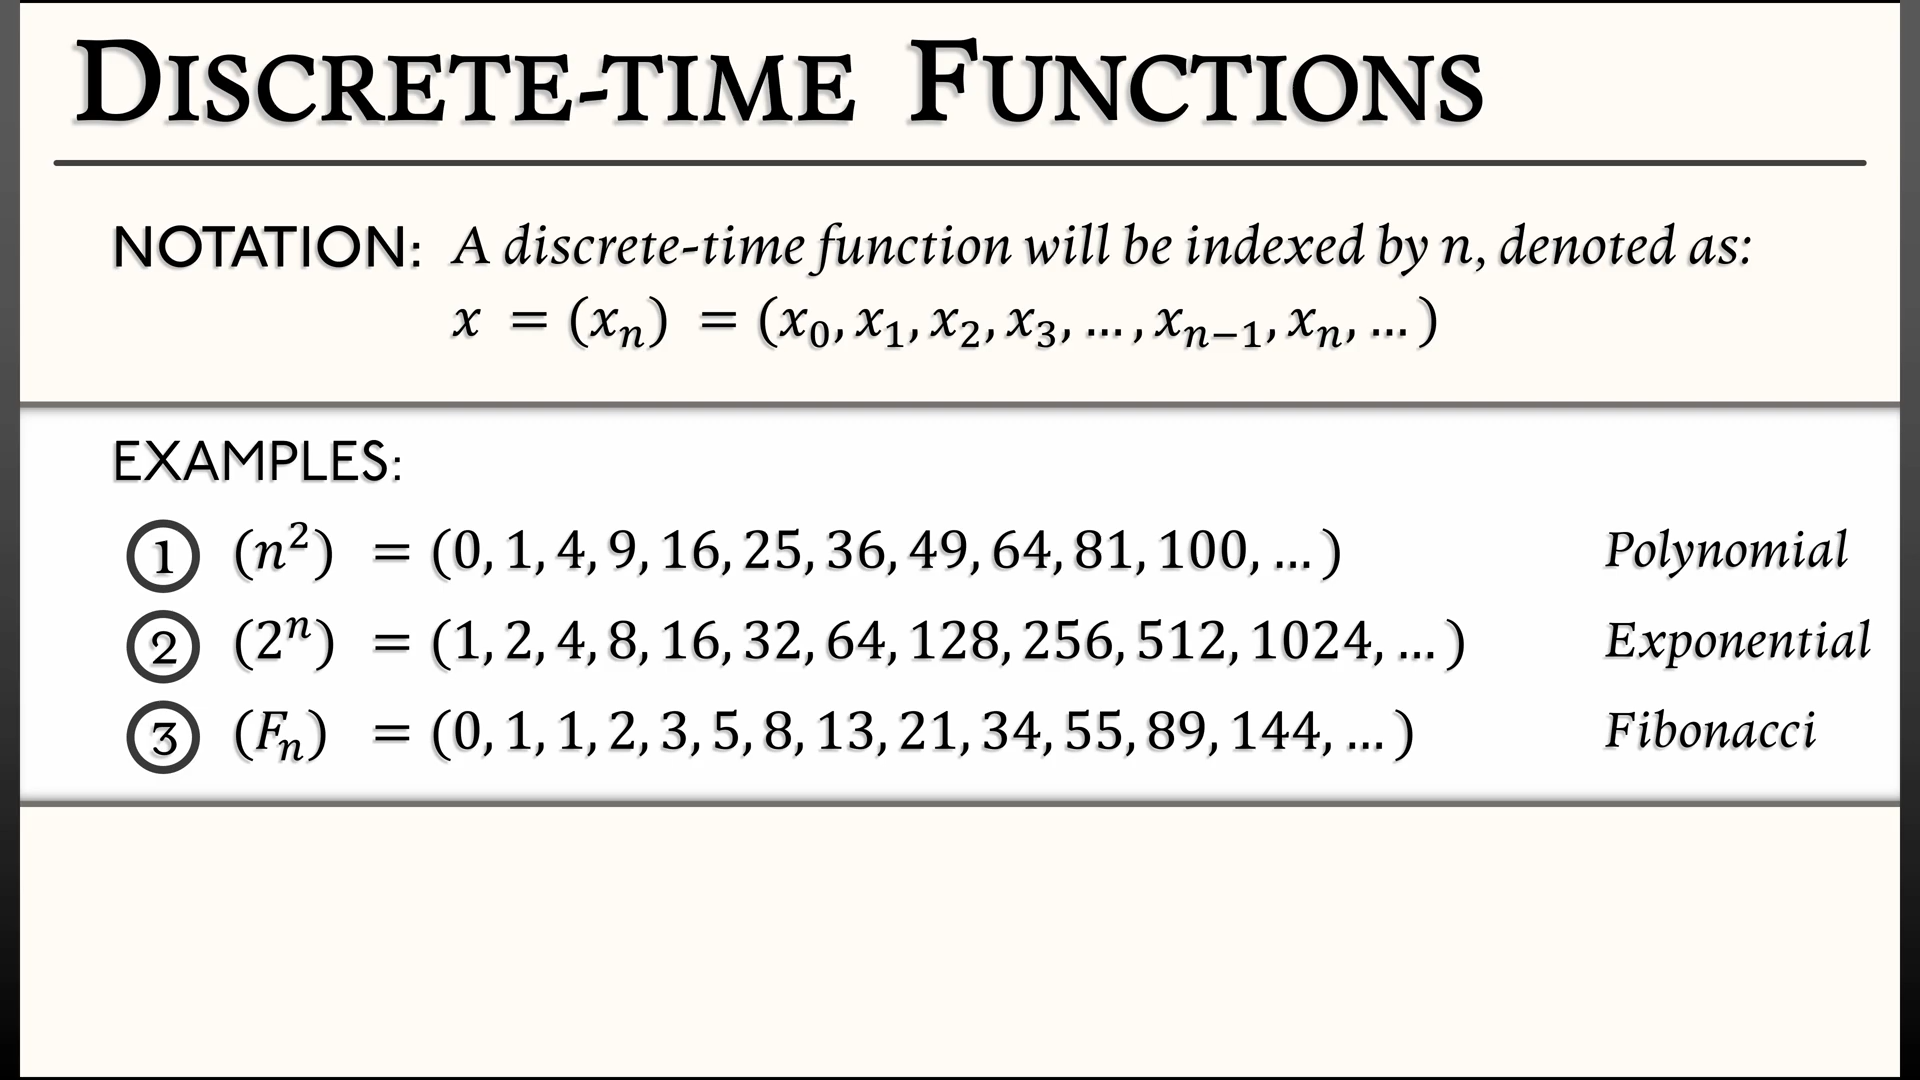 DISCRETE-TIME FUNCTIONS
NOTATION: A discrete-time function will be indexed by n, denoted as:
x = (xₙ) = (x₀, x₁, x₂, x₃, … , xₙ₋₁, xₙ, … )
EXAMPLES:
① (n²) = (0, 1, 4, 9, 16, 25, 36, 49, 64, 81, 100, … ) Polynomial
② (2ⁿ) = (1, 2, 4, 8, 16, 32, 64, 128, 256, 512, 1024, … ) Exponential
③ (Fₙ) = (0, 1, 1, 2, 3, 5, 8, 13, 21, 34, 55, 89, 144, … ) Fibonacci